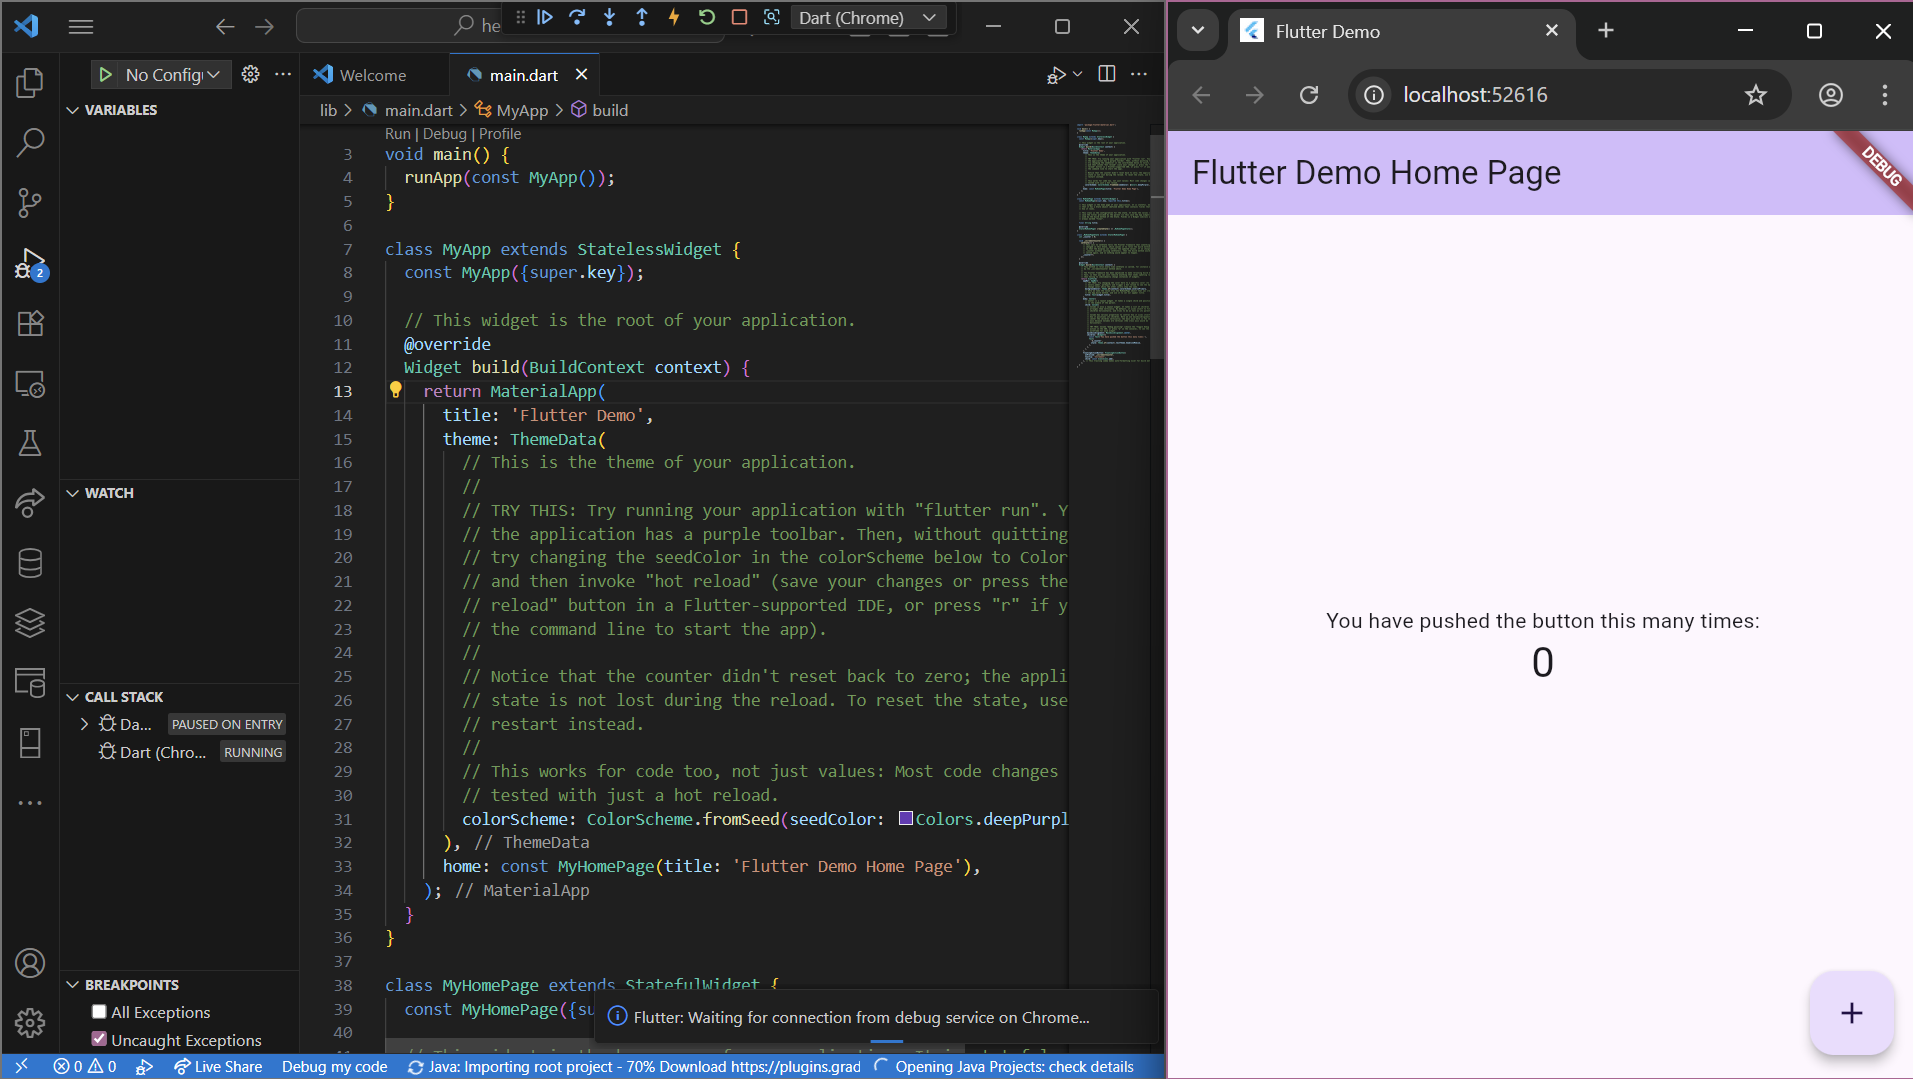 he
Dart (Chrome)
No Config
VARIABLES
WATCH
CALL STACK
Da... PAUSED ON ENTRY
Dart (Chro... RUNNING
BREAKPOINTS
All Exceptions
Uncaught Exceptions
2
Welcome
main.dart
lib > main.dart > MyApp > build
Run | Debug | Profile
3 void main() {
4 runApp(const MyApp());
5 }
6
7 class MyApp extends StatelessWidget {
8 const MyApp({super.key});
9
10 // This widget is the root of your application.
11 @override
12 Widget build(BuildContext context) {
13 return MaterialApp(
14 title: 'Flutter Demo',
15 theme: ThemeData(
16 // This is the theme of your application.
17 //
18 // TRY THIS: Try running your application with "flutter run". Y
19 // the application has a purple toolbar. Then, without quitting
20 // try changing the seedColor in the colorScheme below to Color
21 // and then invoke "hot reload" (save your changes or press the
22 // reload" button in a Flutter-supported IDE, or press "r" if y
23 // the command line to start the app).
24 //
25 // Notice that the counter didn't reset back to zero; the appli
26 // state is not lost during the reload. To reset the state, use
27 // restart instead.
28 //
29 // This works for code too, not just values: Most code changes
30 // tested with just a hot reload.
31 colorScheme: ColorScheme.fromSeed(seedColor: Colors.deepPurpl
32 ), // ThemeData
33 home: const MyHomePage(title: 'Flutter Demo Home Page'),
34 ); // MaterialApp
35 }
36 }
37
38 class MyHomePage extends StatefulWidget {
39 const MyHomePage({su
40
Flutter: Waiting for connection from debug service on Chrome...
0 0 Live Share Debug my code Java: Importing root project - 70% Download https://plugins.grad Opening Java Projects: check details
Flutter Demo
localhost:52616
Flutter Demo Home Page
DEBUG
You have pushed the button this many times:
0
+